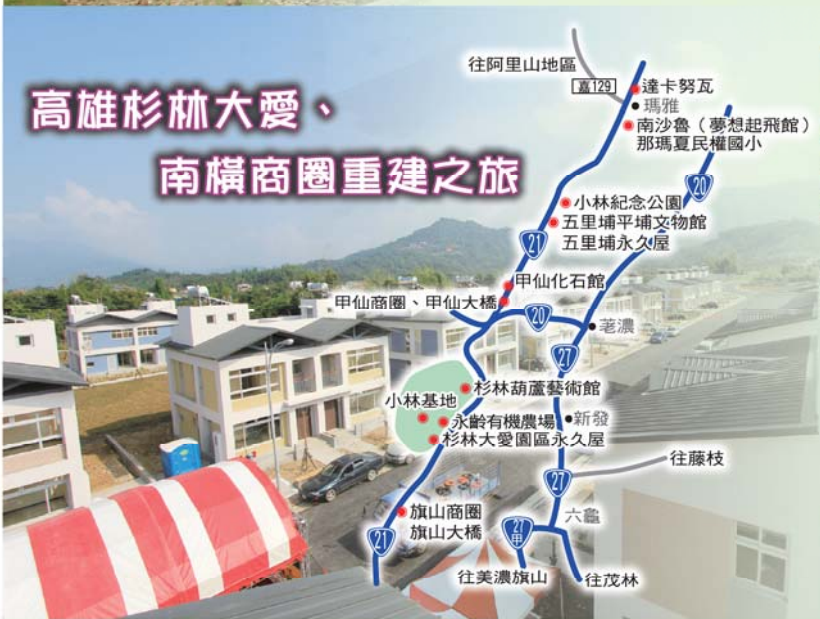 高雄杉林大愛、
南橫商圈重建之旅
往阿里山地區
嘉129
達卡努瓦
瑪雅
南沙魯（夢想起飛館）
那瑪夏民權國小
20
小林紀念公園
五里埔平埔文物館
五里埔永久屋
21
甲仙化石館
甲仙商圈、甲仙大橋
20
荖濃
27
杉林葫蘆藝術館
小林基地
永齡有機農場
新發
杉林大愛園區永久屋
往藤枝
27
旗山商圈
旗山大橋
六龜
21
27甲
往美濃旗山
往茂林